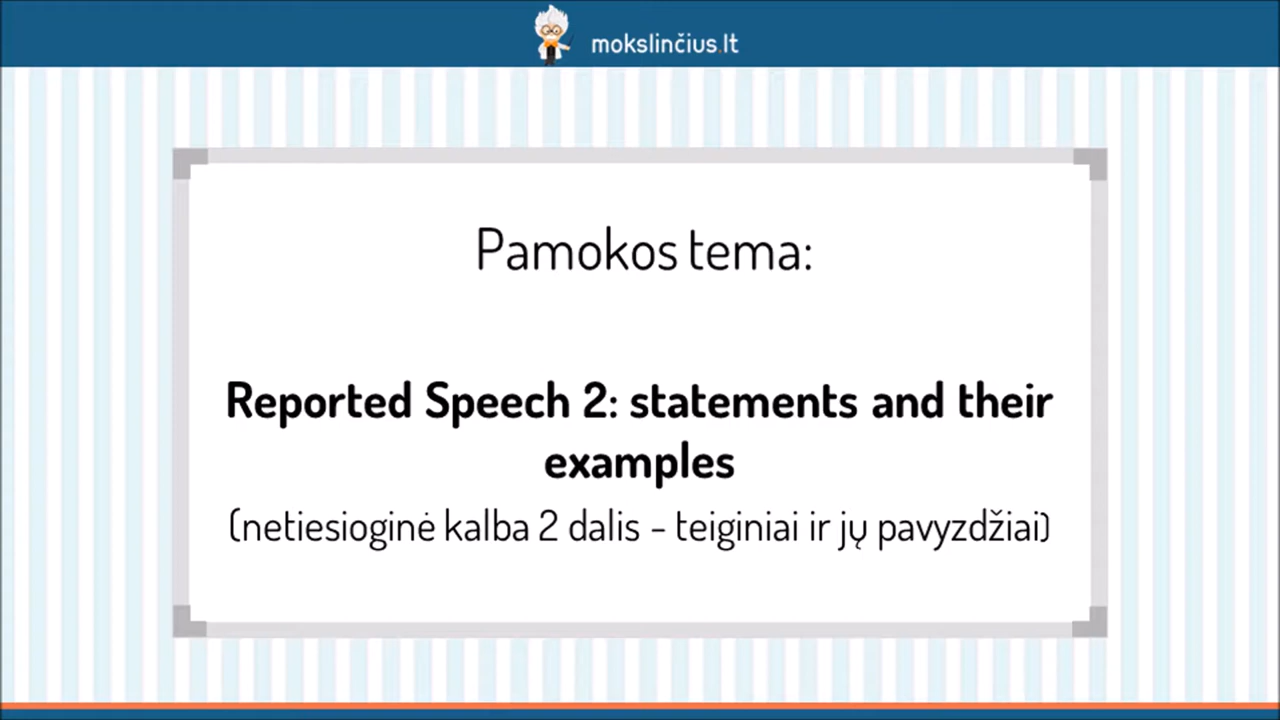 mokslinčius.lt
Pamokos tema:
Reported Speech 2: statements and their
examples
(netiesioginė kalba 2 dalis - teiginiai ir jų pavyzdžiai)